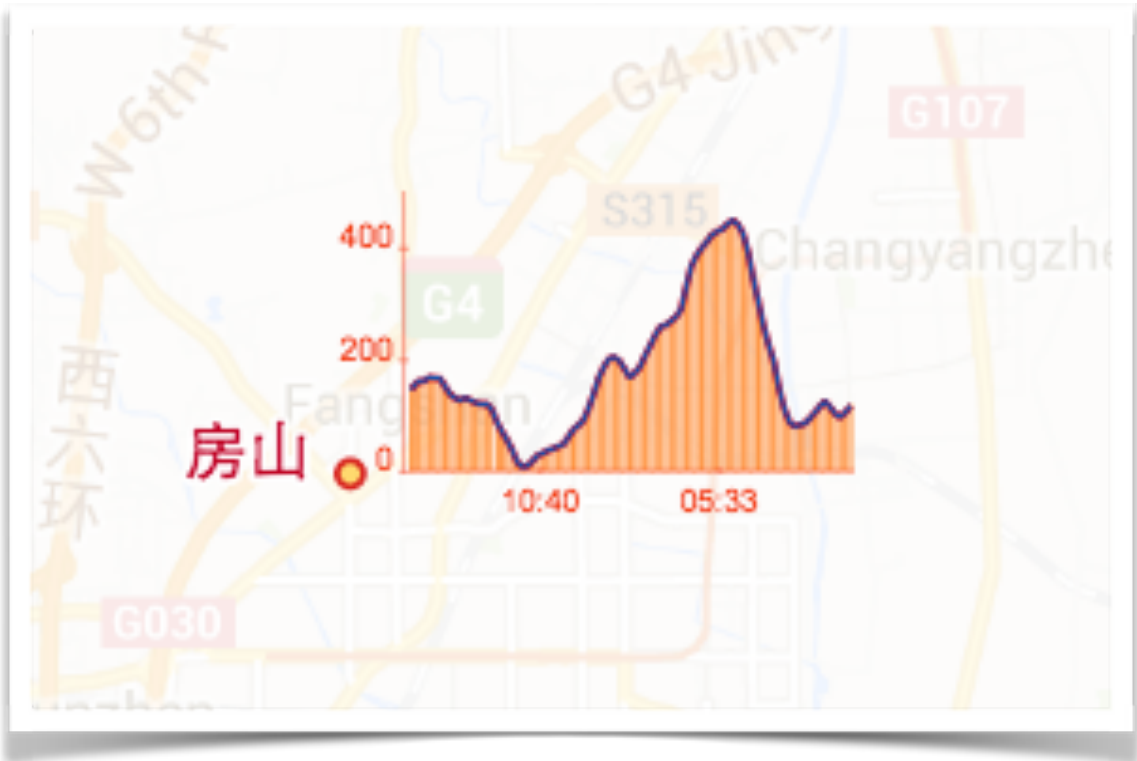 W 6th R
G4 Jing
G107
S315
Changyangzhe
400
G4
200
西六环
Fangshan
房山
0
10:40
05:33
G030
ynzhen